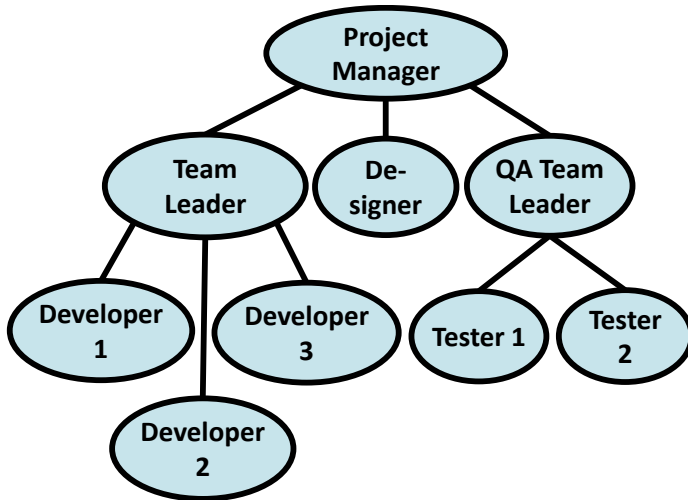 Project
Manager
Team
Leader
De-
signer
QA Team
Leader
Developer
1
Developer
3
Tester 1
Tester
2
Developer
2